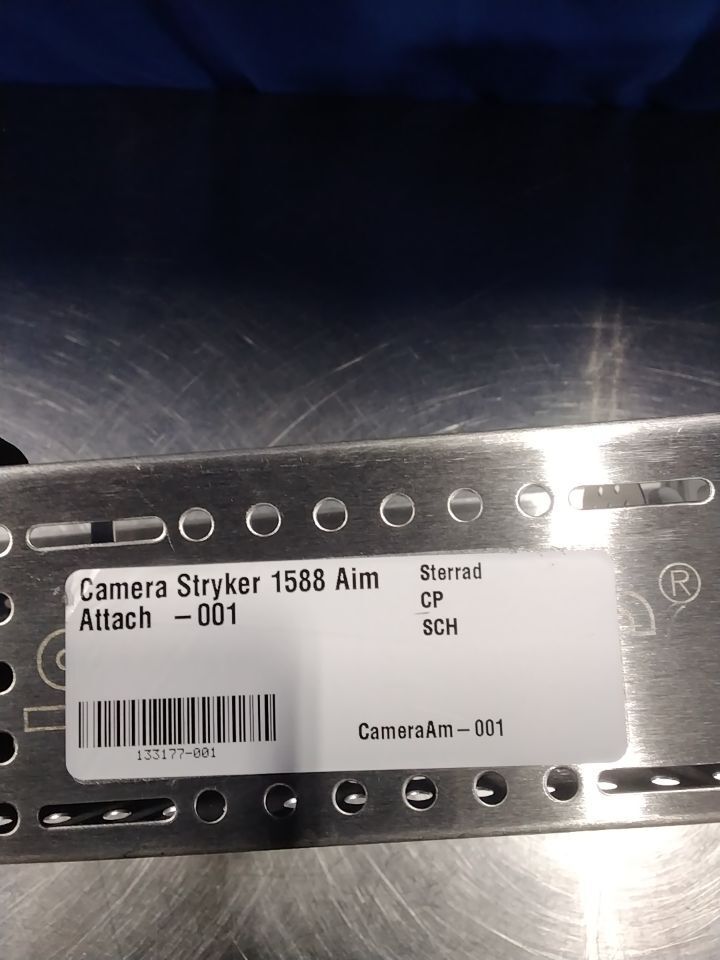 Camera Stryker 1588 Aim
Attach -001
Sterrad
CP
SCH
133177-001
CameraAm-001
®